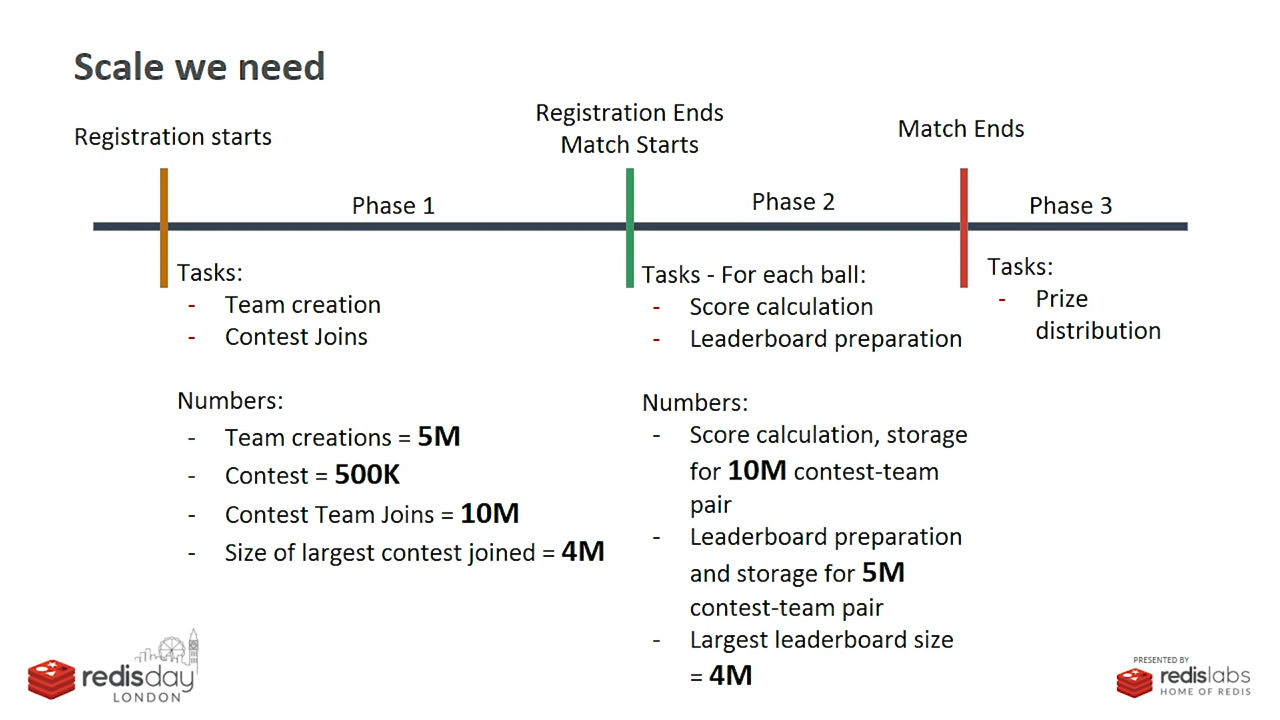 Scale we need
Registration starts
Registration Ends
Match Starts
Match Ends
Phase 1
Phase 2
Phase 3
Tasks:
- Team creation
- Contest Joins
Numbers:
- Team creations = 5M
- Contest = 500K
- Contest Team Joins = 10M
- Size of largest contest joined = 4M
Tasks - For each ball:
- Score calculation
- Leaderboard preparation
Numbers:
- Score calculation, storage
for 10M contest-team
pair
- Leaderboard preparation
and storage for 5M
contest-team pair
- Largest leaderboard size
= 4M
Tasks:
- Prize
distribution
redisday
LONDON
PRESENTED BY
redislabs
HOME OF REDIS